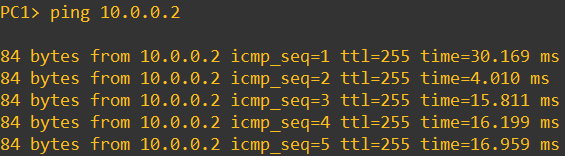 PC1> ping 10.0.0.2
84 bytes from 10.0.0.2 icmp_seq=1 ttl=255 time=30.169 ms
84 bytes from 10.0.0.2 icmp_seq=2 ttl=255 time=4.010 ms
84 bytes from 10.0.0.2 icmp_seq=3 ttl=255 time=15.811 ms
84 bytes from 10.0.0.2 icmp_seq=4 ttl=255 time=16.199 ms
84 bytes from 10.0.0.2 icmp_seq=5 ttl=255 time=16.959 ms